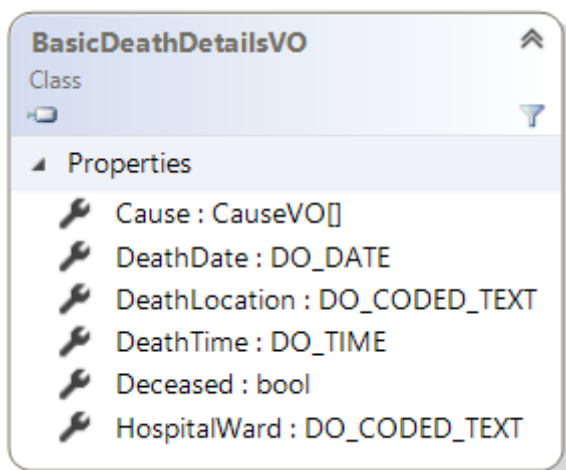 BasicDeathDetailsVO
Class
Properties
Cause : CauseVO[]
DeathDate : DO_DATE
DeathLocation : DO_CODED_TEXT
DeathTime : DO_TIME
Deceased : bool
HospitalWard : DO_CODED_TEXT